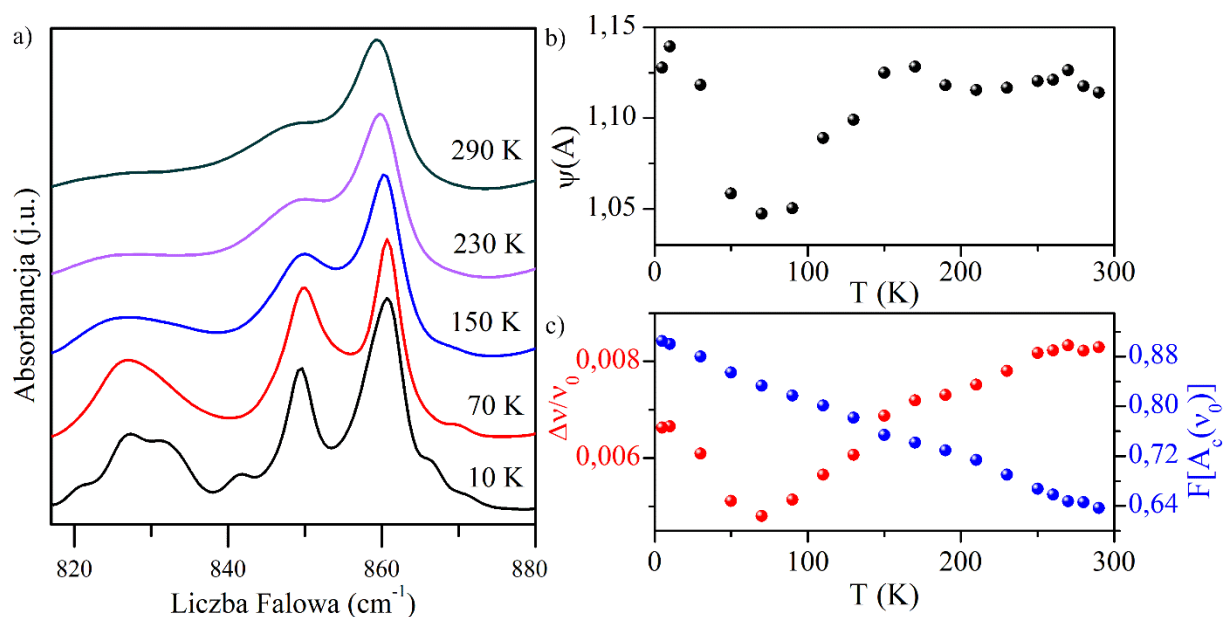 a)
290 K
230 K
150 K
70 K
10 K
Absorbancja (j.u.)
820 840 860 880
Liczba Falowa (cm⁻¹)
b)
1,15
1,10
1,05
ψ(A)
0 100 200 300
T (K)
c)
0,008
0,006
Δν/ν₀
0,88
0,80
0,72
0,64
F[A_c(ν₀)]
0 100 200 300
T (K)